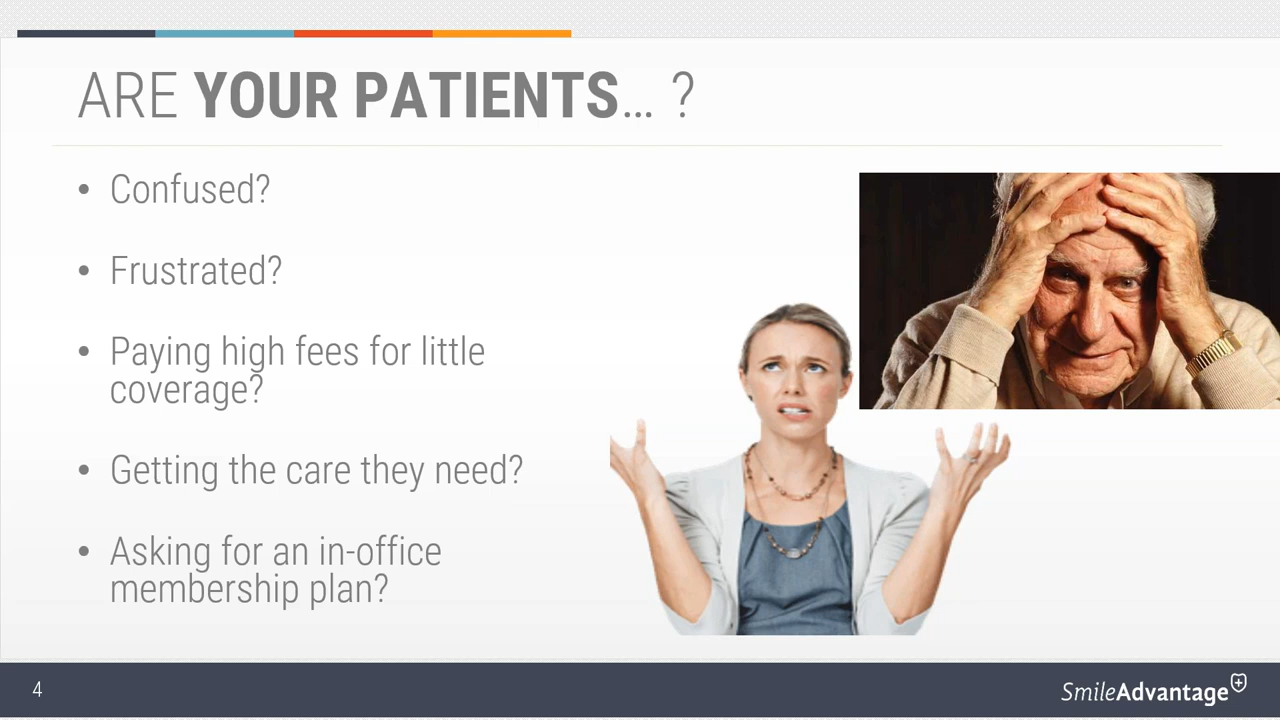 ARE YOUR PATIENTS... ?
• Confused?
• Frustrated?
• Paying high fees for little
coverage?
• Getting the care they need?
• Asking for an in-office
membership plan?
4
SmileAdvantage